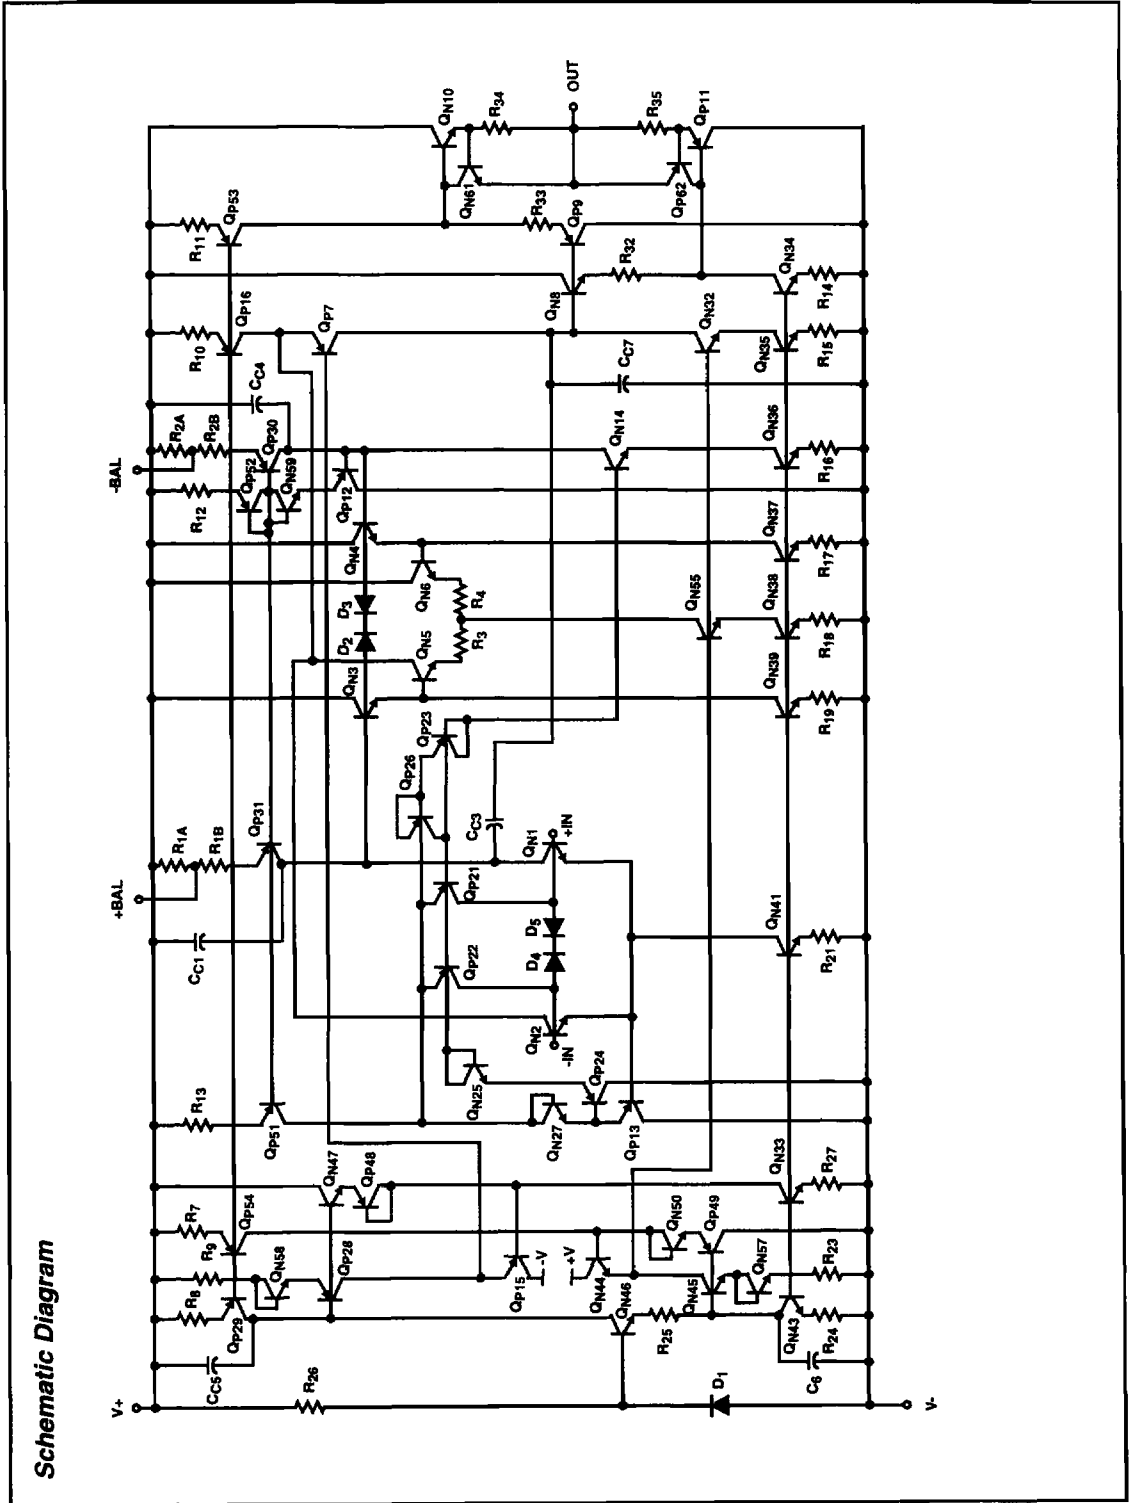 Schematic Diagram
V+
+BAL
-BAL
R26
CC5
R8
R9
R7
QP29
QN58
QP54
QP28
QN47
QP48
R13
QP51
CC1
R1A
R1B
QP31
R12
R2A
R2B
QP52
QP30
QN59
CC4
R10
QP16
R11
QP53
QP12
QN4
QN3
D2
D3
QN6
QN5
R3
R4
QP7
QP26
QP23
QP21
QP22
CC3
QN1
+IN
D5
D4
QN2
-IN
QN25
QP24
QN27
QP13
QP15
-V
+V
QN44
QN46
QN45
QN50
QP49
QN57
R25
QN43
R24
R23
C6
D1
QN33
R27
QN41
R21
QN39
R19
QN38
R18
QN55
QN37
R17
QN36
R16
QN14
CC7
QN35
R15
QN32
QN34
R14
QN8
R32
QP9
R33
QN61
QN10
R34
OUT
R35
QP62
QP11
V-